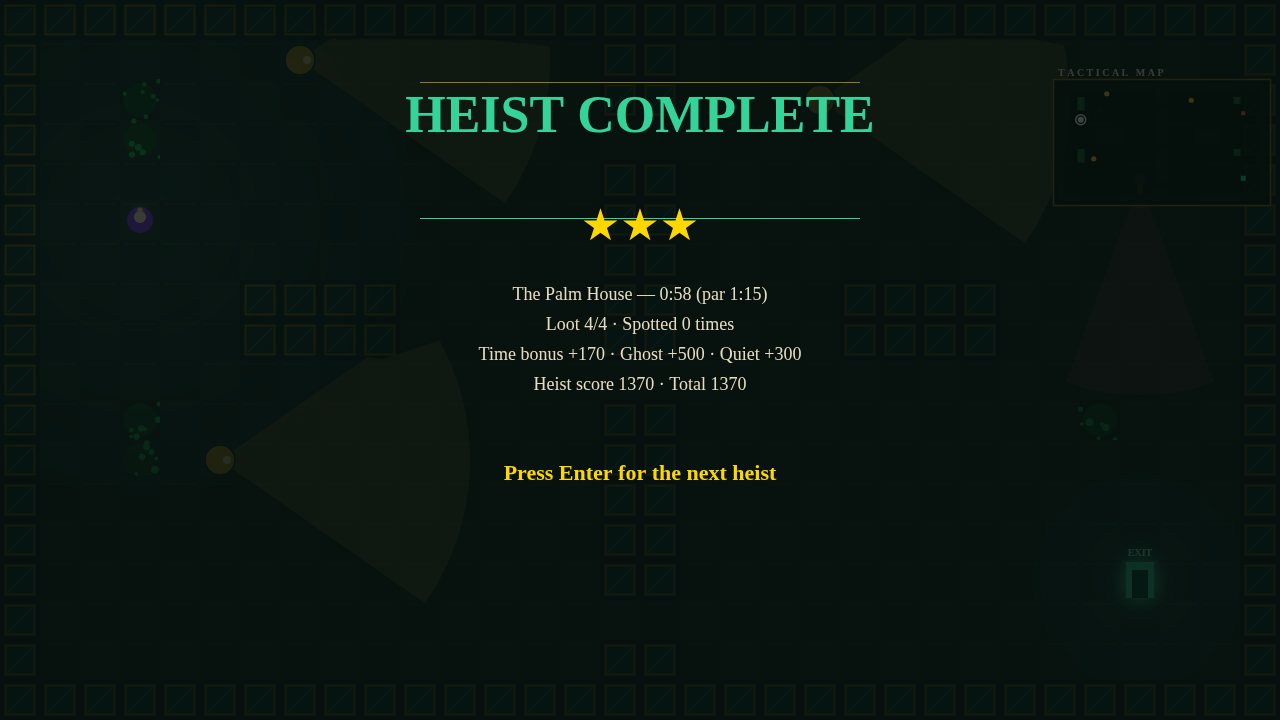 TACTICAL MAP
HEIST COMPLETE
★★★
The Palm House — 0:58 (par 1:15)
Loot 4/4 · Spotted 0 times
Time bonus +170 · Ghost +500 · Quiet +300
Heist score 1370 · Total 1370
Press Enter for the next heist
EXIT